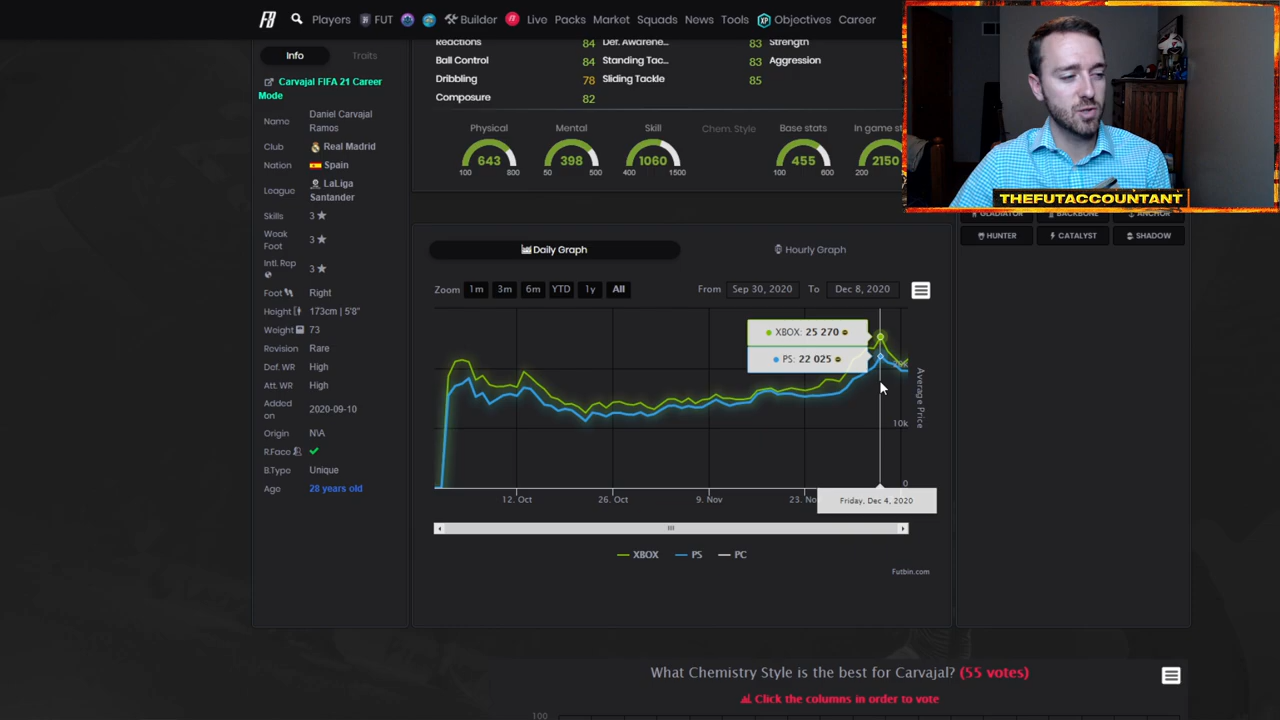 Players FUT Builder Live Packs Market Squads News Tools XP Objectives Career
Info Traits
Carvajal FIFA 21 Career Mode
Name Daniel Carvajal Ramos
Club Real Madrid
Nation Spain
League LaLiga Santander
Skills 3★
Weak Foot 3★
Intl. Rep 3★
Foot Right
Height 173cm | 5'8"
Weight 73
Revision Rare
Def. WR High
Att. WR High
Added on 2020-09-10
Origin N\A
R.Face
B.Type Unique
Age 28 years old
Reactions 84 Def. Awarene... 83 Strength
Ball Control 84 Standing Tac... 83 Aggression
Dribbling 78 Sliding Tackle 85
Composure 82
Physical Mental Skill Chem. Style Base stats In game st
643 398 1060 455 2150
100 800 50 500 400 1500 100 600 200
THEFUTACCOUNTANT
GLADIATOR BACKBONE ANCHOR
HUNTER CATALYST SHADOW
Daily Graph Hourly Graph
Zoom 1m 3m 6m YTD 1y All From Sep 30, 2020 To Dec 8, 2020
XBOX: 25 270
PS: 22 025
10k
0
Average Price
12. Oct 26. Oct 9. Nov 23. No
Friday, Dec 4, 2020
XBOX PS PC
Futbin.com
What Chemistry Style is the best for Carvajal? (55 votes)
Click the columns in order to vote
100